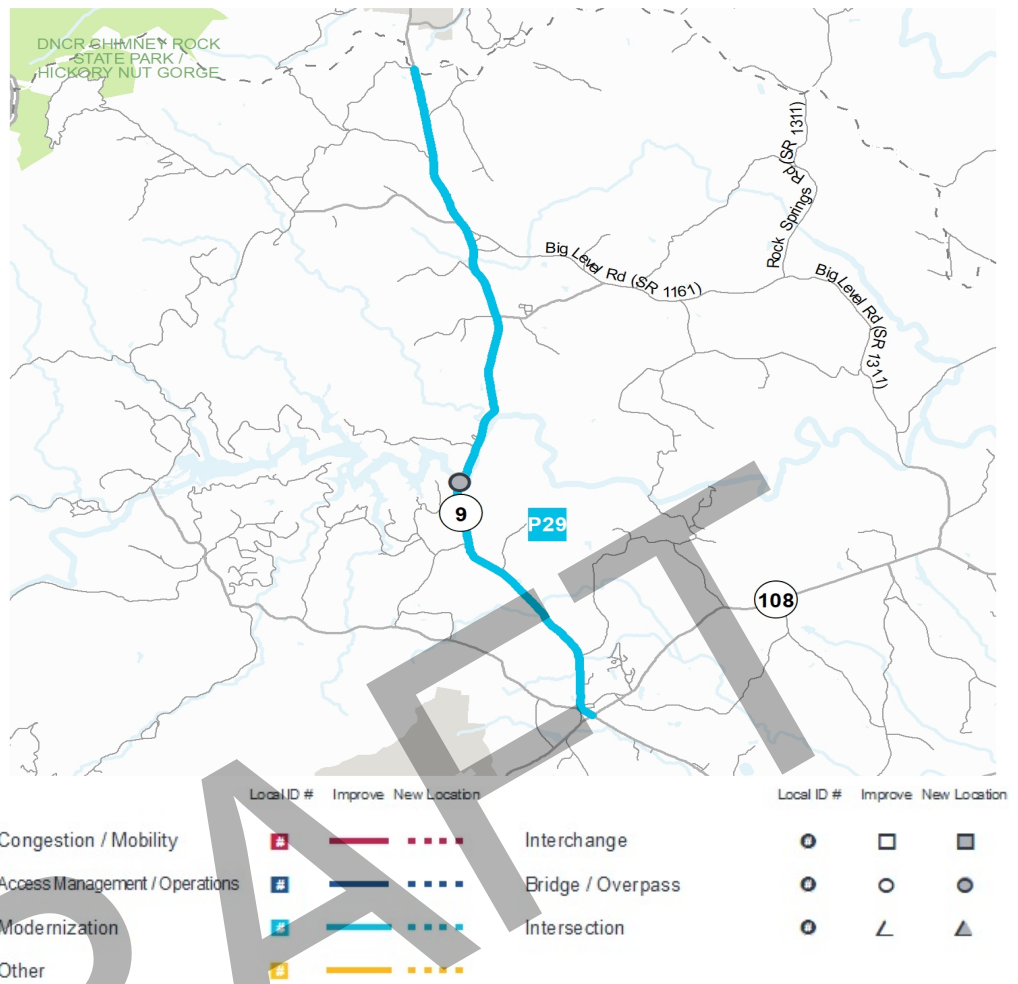 DNCR CHIMNEY ROCK
STATE PARK /
HICKORY NUT GORGE
Rock Springs Rd (SR 1311)
Big Level Rd (SR 1161)
Big Level Rd (SR 1311)
9
P29
108
DRAFT
Local ID # Improve New Location
Congestion / Mobility #
Access Management / Operations #
Modernization #
Other #
Local ID # Improve New Location
Interchange #
Bridge / Overpass #
Intersection #